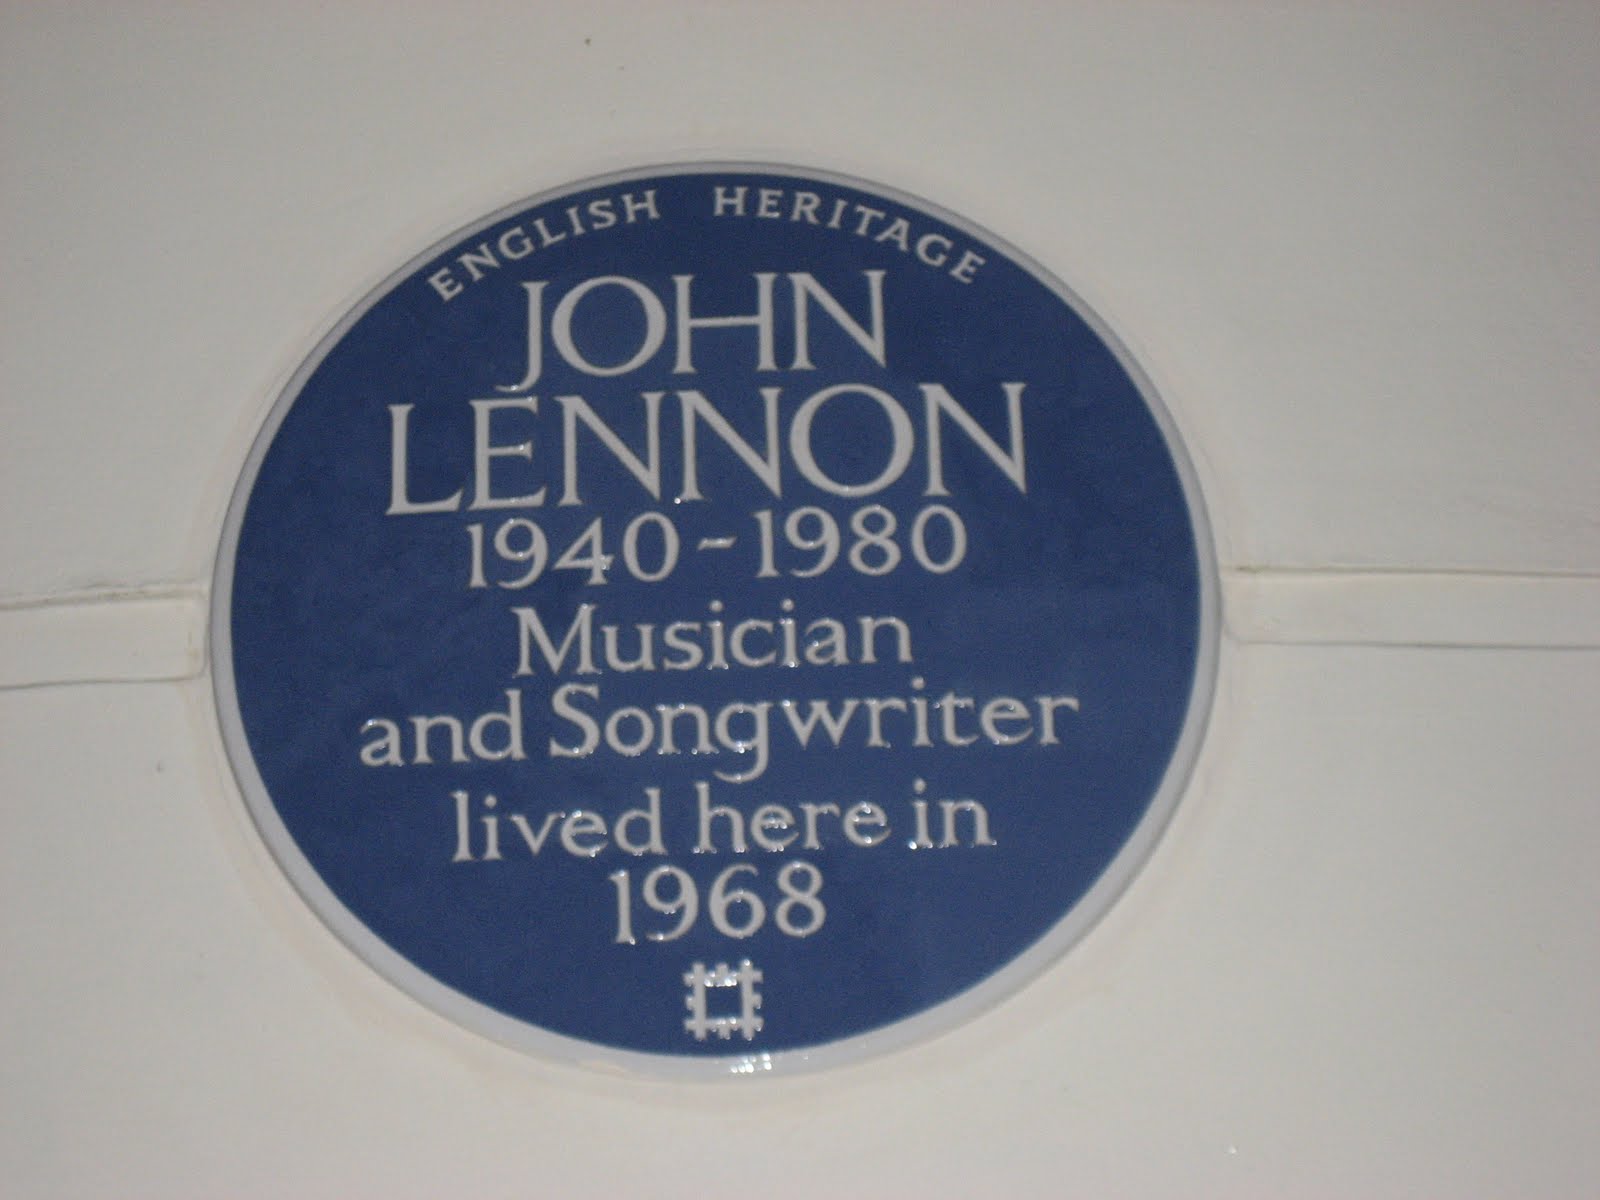 ENGLISH HERITAGE
JOHN
LENNON
1940-1980
Musician
and Songwriter
lived here in
1968